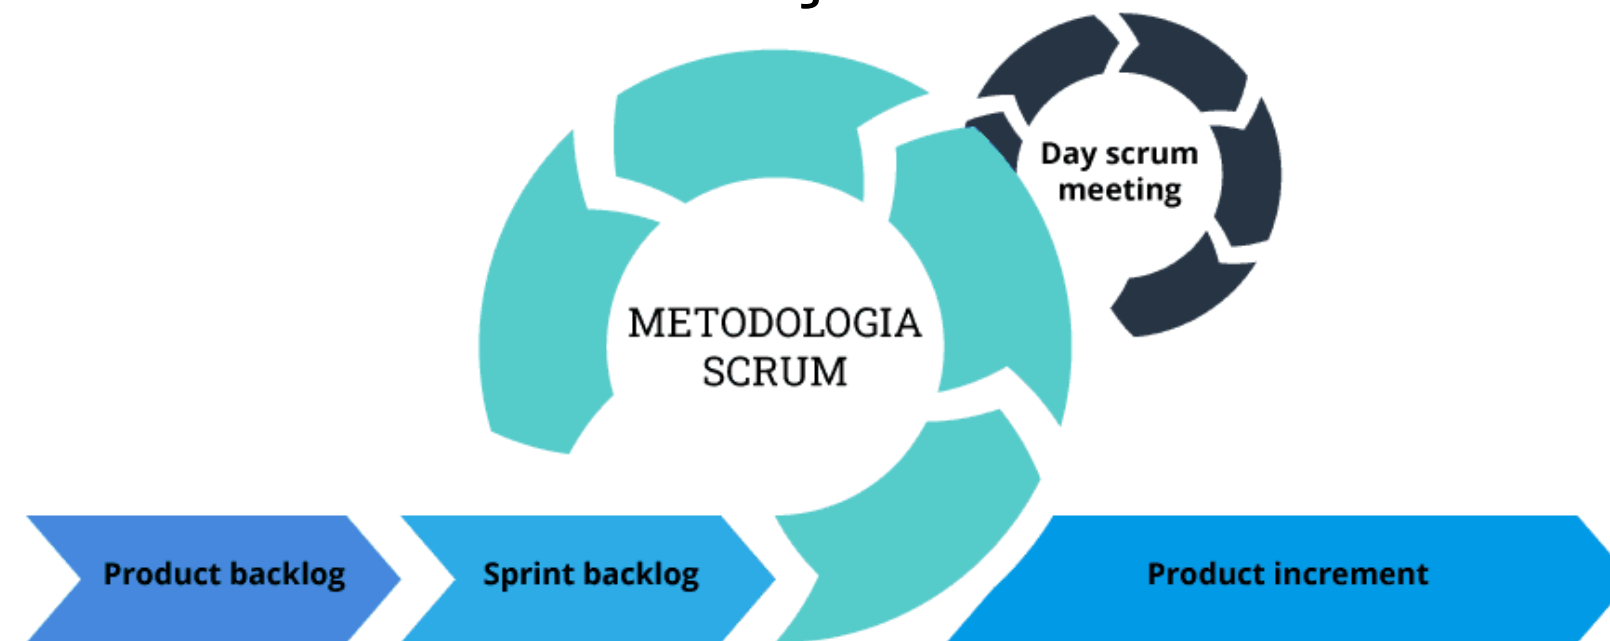 Day scrum
meeting
METODOLOGIA
SCRUM
Product backlog
Sprint backlog
Product increment